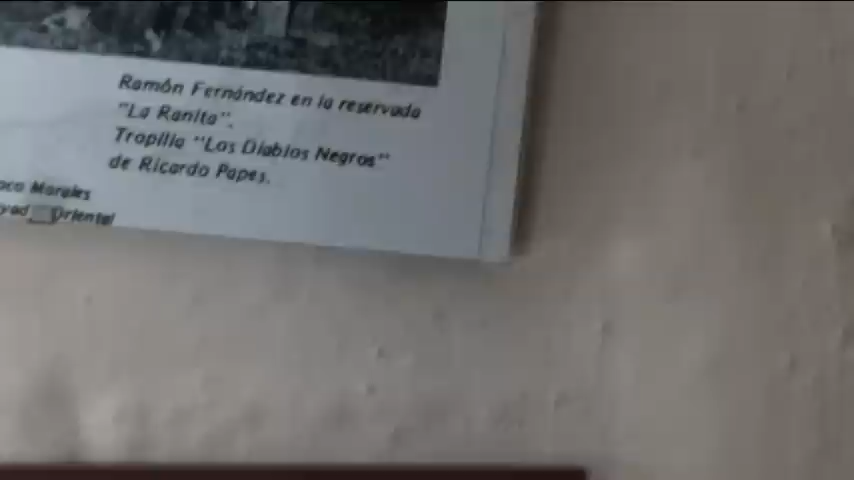 Ramón Fernández en la reservada
"La Ranita".
Tropilla "Los Diablos Negros"
de Ricardo Papes.
Morales
Oriental